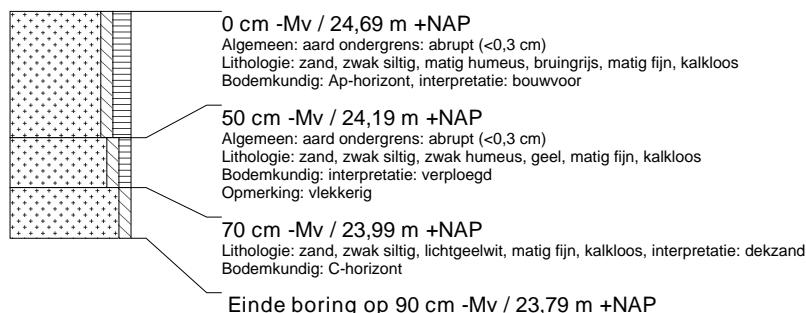 0 cm -Mv / 24,69 m +NAP
Algemeen: aard ondergrens: abrupt (<0,3 cm)
Lithologie: zand, zwak siltig, matig humeus, bruingrijs, matig fijn, kalkloos
Bodemkundig: Ap-horizont, interpretatie: bouwvoor
50 cm -Mv / 24,19 m +NAP
Algemeen: aard ondergrens: abrupt (<0,3 cm)
Lithologie: zand, zwak siltig, zwak humeus, geel, matig fijn, kalkloos
Bodemkundig: interpretatie: verploegd
Opmerking: vlekkerig
70 cm -Mv / 23,99 m +NAP
Lithologie: zand, zwak siltig, lichtgeelwit, matig fijn, kalkloos, interpretatie: dekzand
Bodemkundig: C-horizont
Einde boring op 90 cm -Mv / 23,79 m +NAP